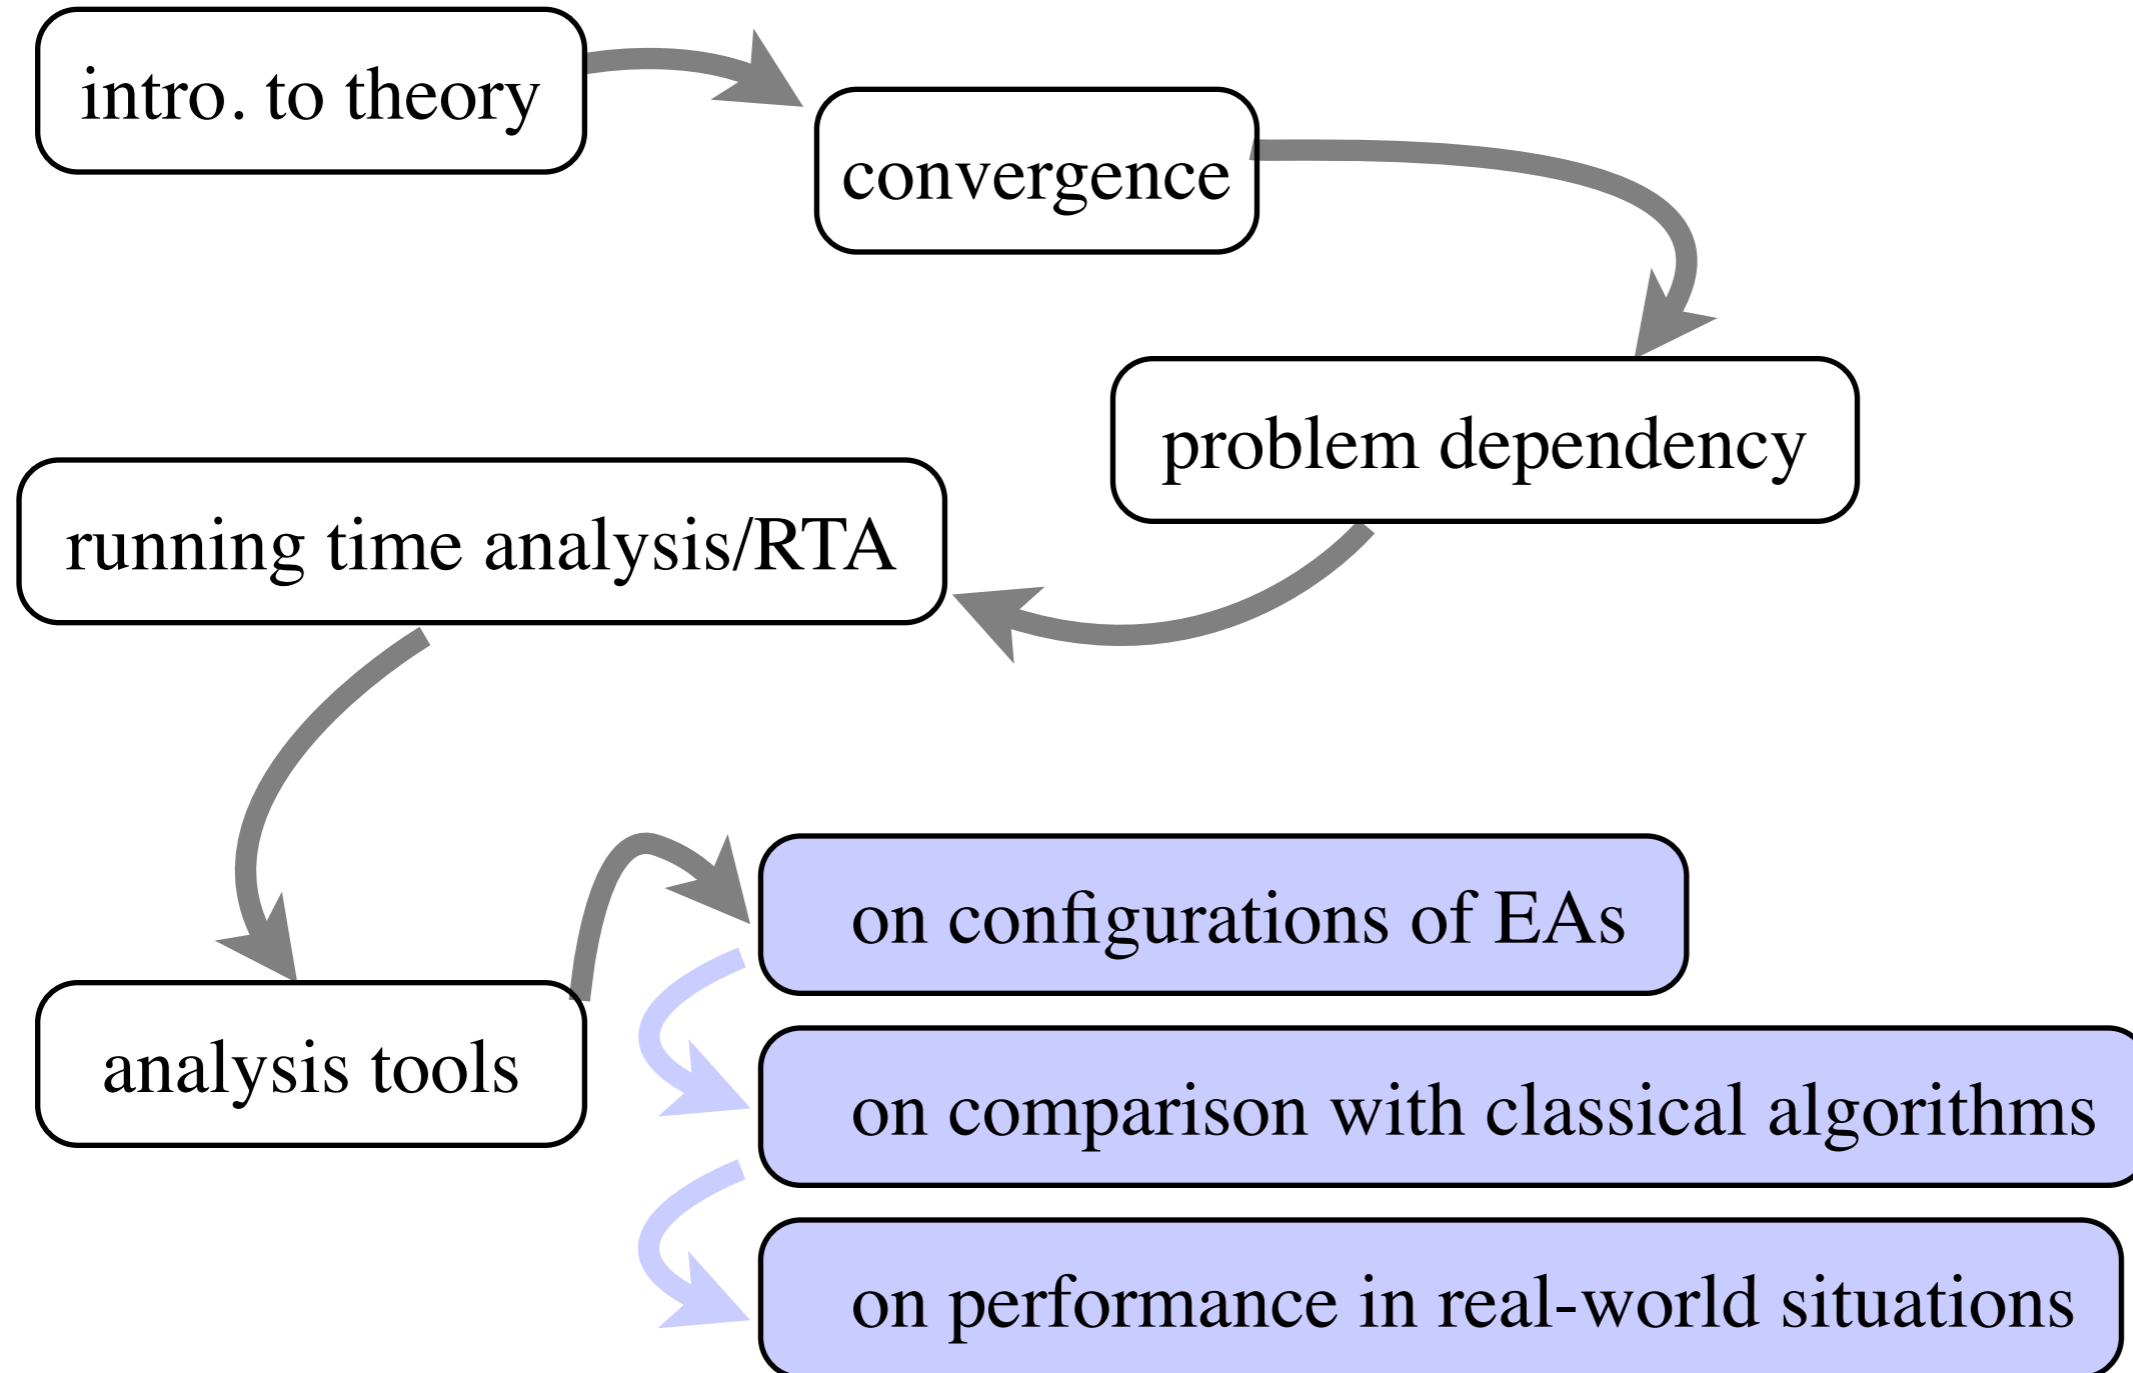 intro. to theory
convergence
problem dependency
running time analysis/RTA
analysis tools
on configurations of EAs
on comparison with classical algorithms
on performance in real-world situations